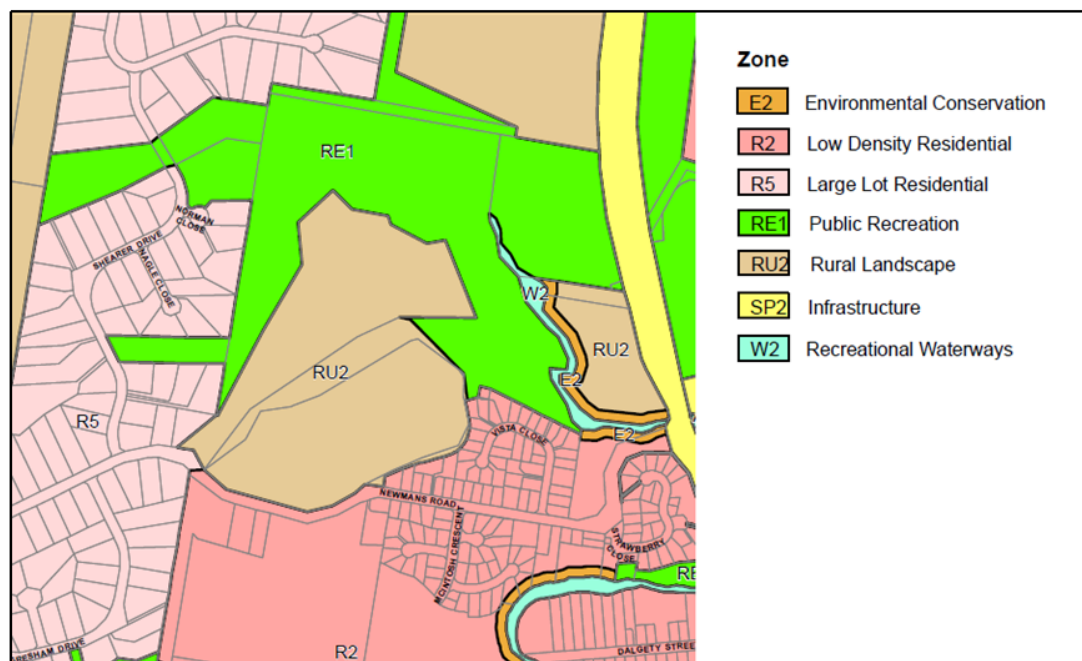 RE1
NORMAN
CLOSE
SHEARER DRIVE
NAGLE CLOSE
W2
RU2
E2
RU2
R5
E2
VISTA CLOSE
NEWMANS ROAD
MCINTOSH CRESCENT
STRAWBERRY
CLOSE
R2
DALGETY STREET
Zone
E2 Environmental Conservation
R2 Low Density Residential
R5 Large Lot Residential
RE1 Public Recreation
RU2 Rural Landscape
SP2 Infrastructure
W2 Recreational Waterways